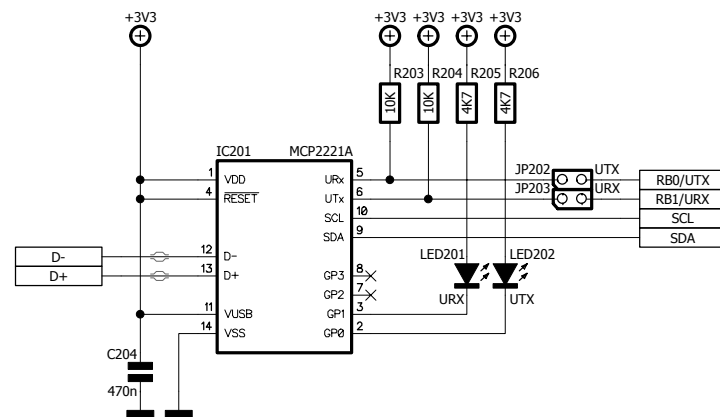 +3V3 +3V3 +3V3 +3V3 +3V3
R203 R204 R205 R206
10K 10K 4K7 4K7
IC201 MCP2221A
1 VDD URx 5 JP202 UTX RB0/UTX
4 RESET UTx 6 JP203 URX RB1/URX
SCL 10 SCL
SDA 9 SDA
D- 12 D- LED201 LED202
D+ 13 D+ GP3 8
GP2 7 URX UTX
11 VUSB GP1 3
14 VSS GP0 2
C204
470n